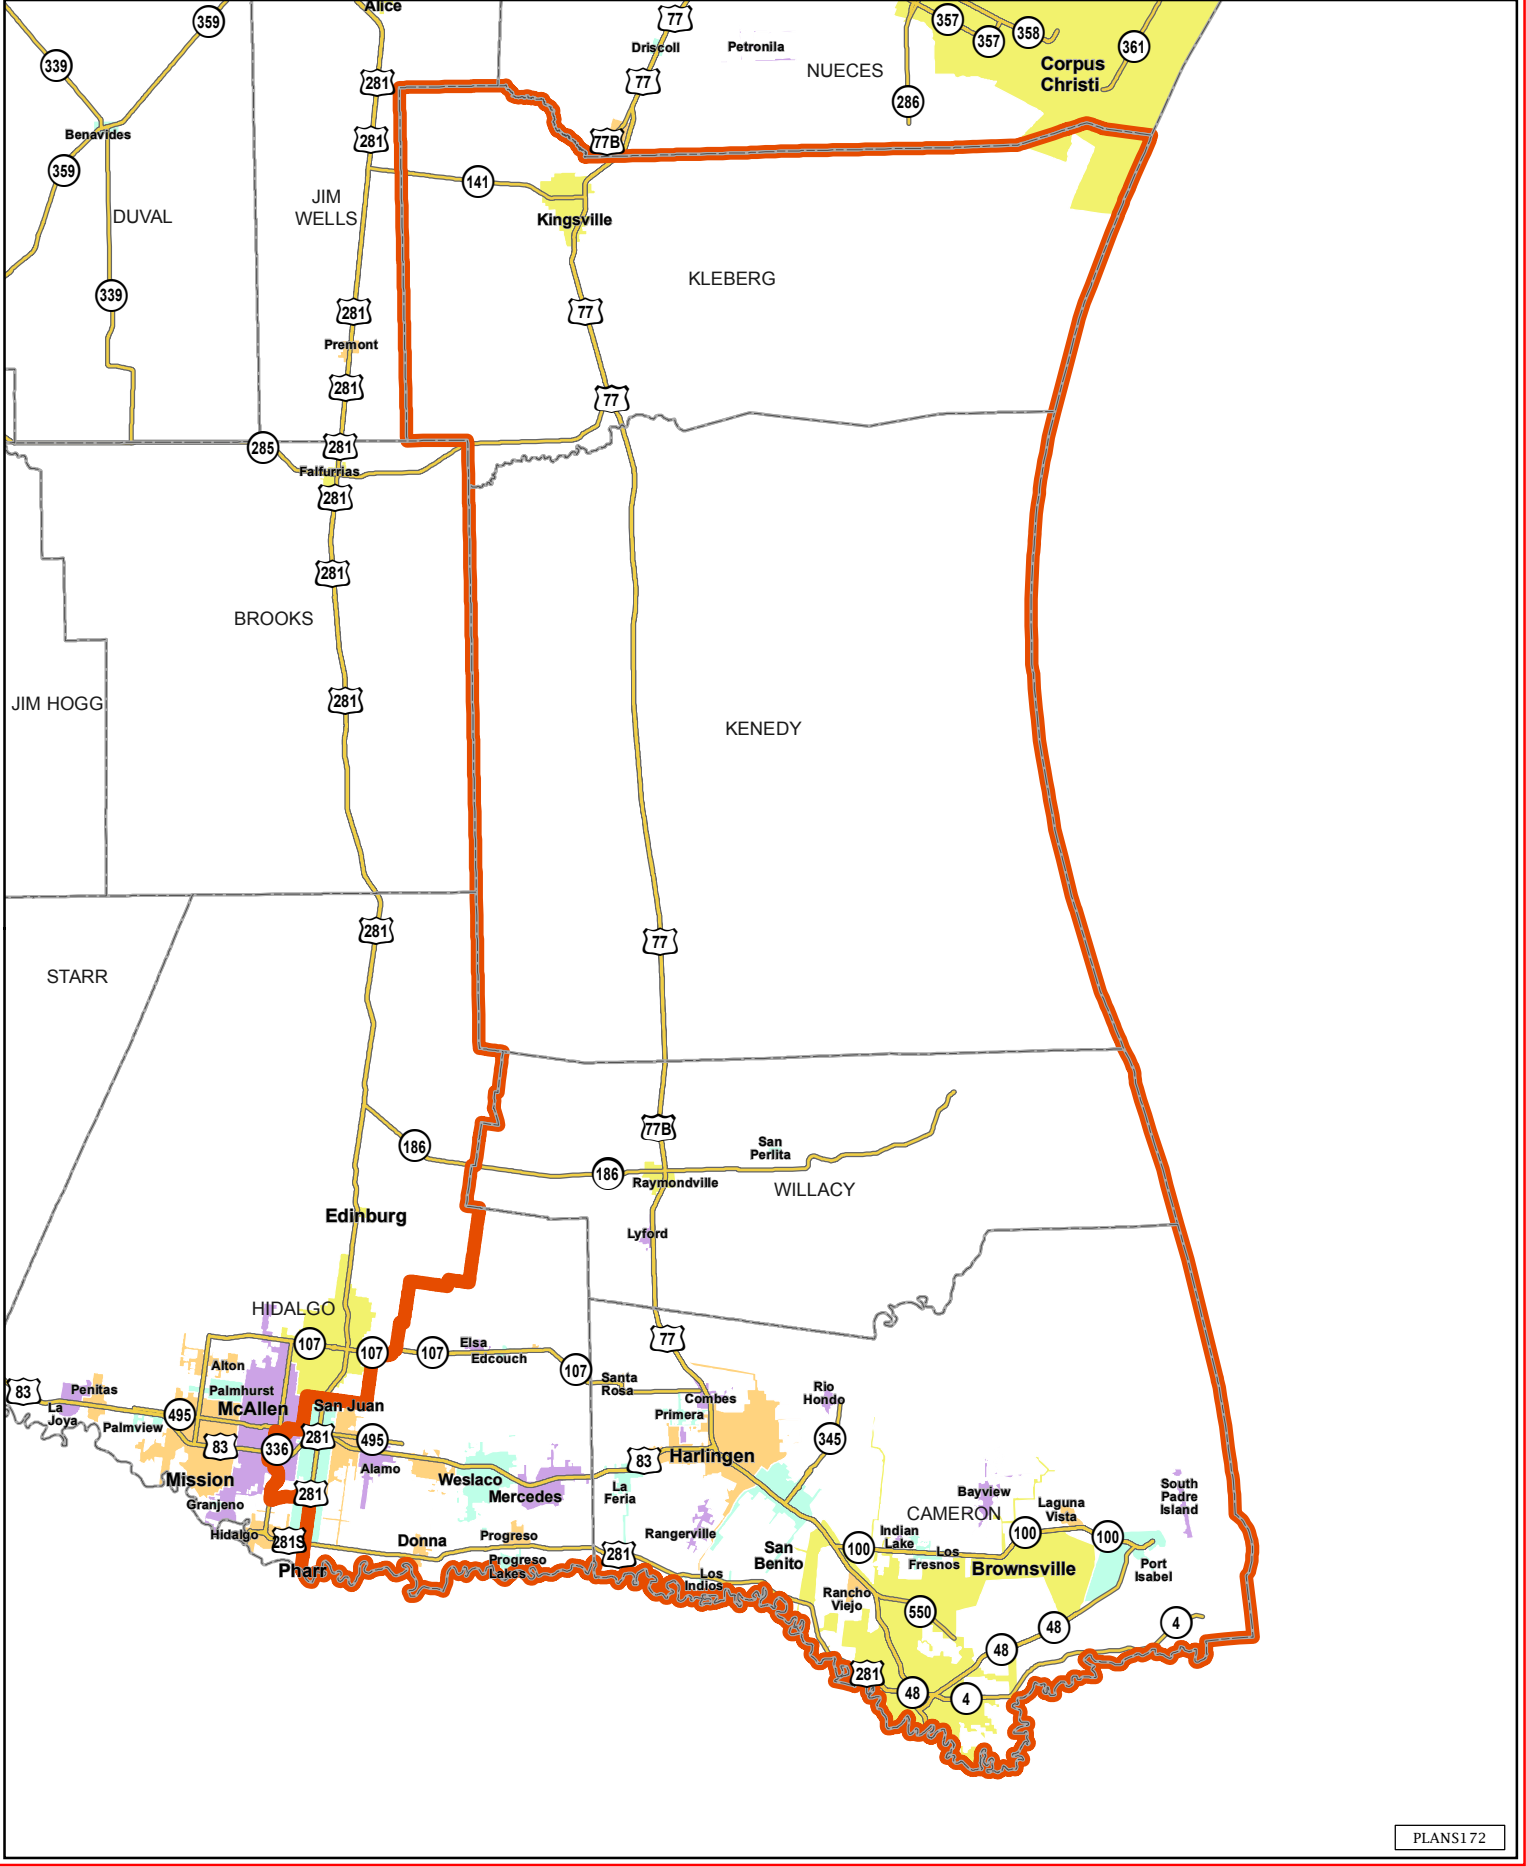 Alice
359
77
357
357
358
361
Driscoll
Petronila
NUECES
Corpus
Christi
339
281
77
286
Benavides
281
77B
359
141
JIM
WELLS
DUVAL
Kingsville
KLEBERG
339
281
77
Premont
281
77
285
281
Falfurrias
281
281
BROOKS
JIM HOGG
281
KENEDY
281
77
STARR
77B
186
186
San
Perlita
Raymondville
WILLACY
Edinburg
Lyford
HIDALGO
107
107
107
Elsa
Edcouch
107
77
Alton
Santa
Rosa
83
Penitas
Palmhurst
Combes
Rio
Hondo
La
Joya
495
McAllen
San Juan
Primera
Palmview
83
336
281
495
345
Harlingen
83
Alamo
Mission
Weslaco
Mercedes
La
Feria
281
Granjeno
Bayview
South
Padre
Island
Laguna
Vista
CAMERON
Hidalgo
281S
Donna
Progreso
Rangerville
Indian
Lake
100
100
100
Los
Fresnos
San
Benito
281
Progreso
Lakes
Pharr
Los
Indios
Brownsville
Port
Isabel
Rancho
Viejo
550
48
4
48
281
48
4
PLANS172